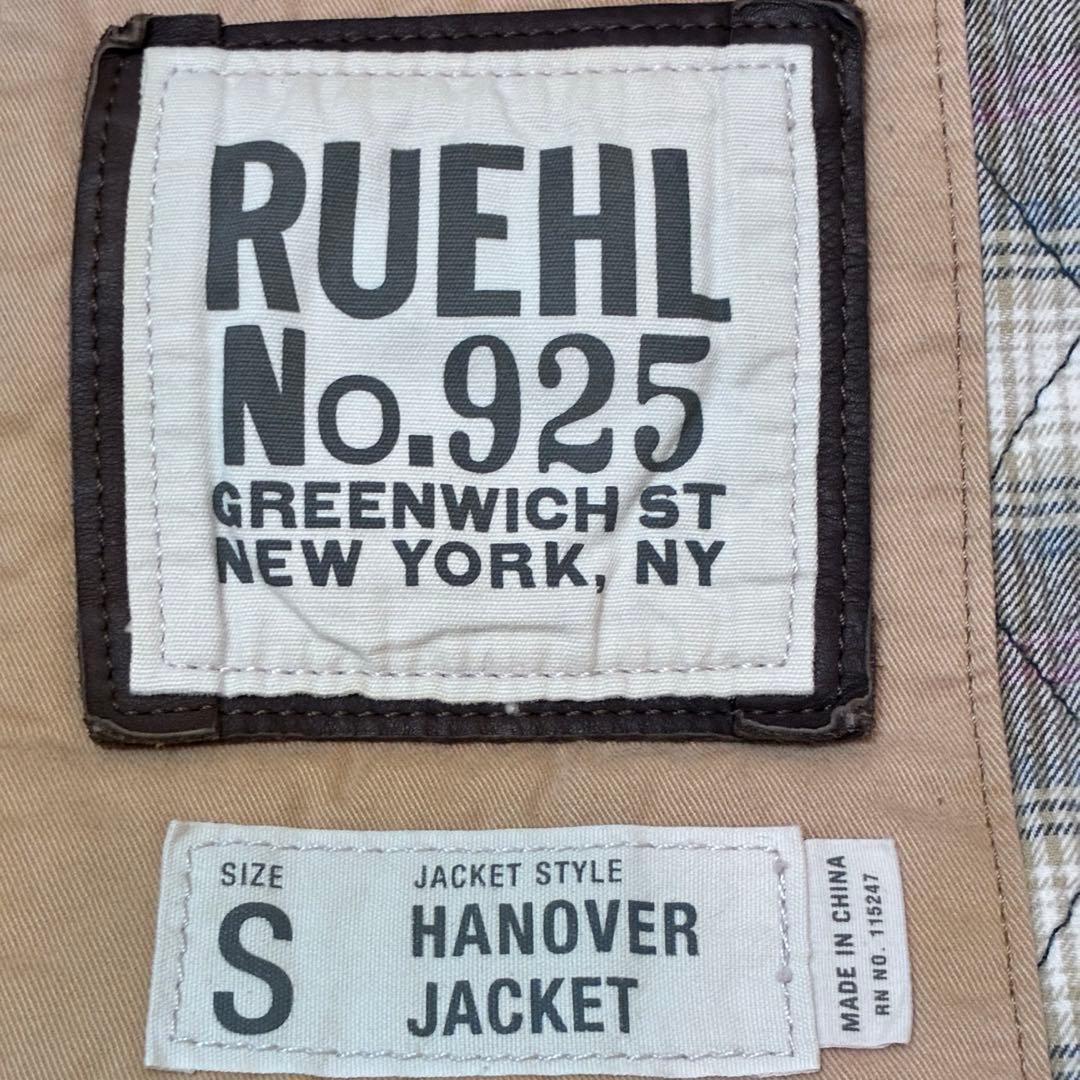 RUEHL
No.925
GREENWICH ST
NEW YORK, NY
SIZE
S
JACKET STYLE
HANOVER
JACKET
MADE IN CHINA
RN NO. 115247